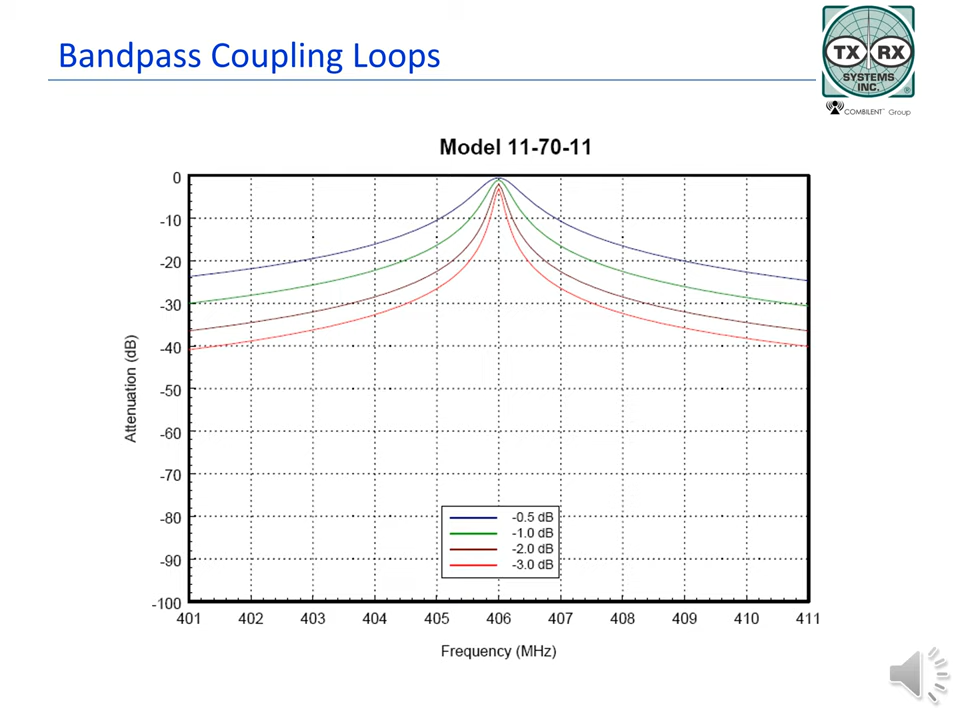 Bandpass Coupling Loops
TX RX
SYSTEMS
INC.
®
COMBILENT™ Group
Model 11-70-11
Attenuation (dB)
0
-10
-20
-30
-40
-50
-60
-70
-80
-90
-100
-0.5 dB
-1.0 dB
-2.0 dB
-3.0 dB
401 402 403 404 405 406 407 408 409 410 411
Frequency (MHz)